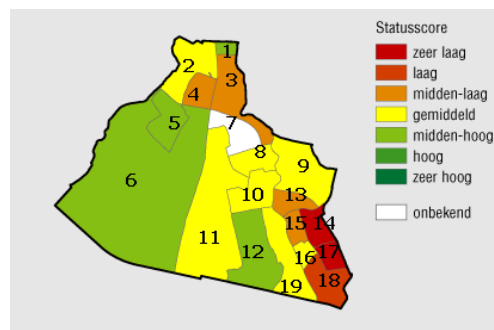 Statusscore
zeer laag
laag
midden-laag
gemiddeld
midden-hoog
hoog
zeer hoog
onbekend
1
2
3
4
5
7
6
8
9
10
13
14
15
11
12
16
17
18
19